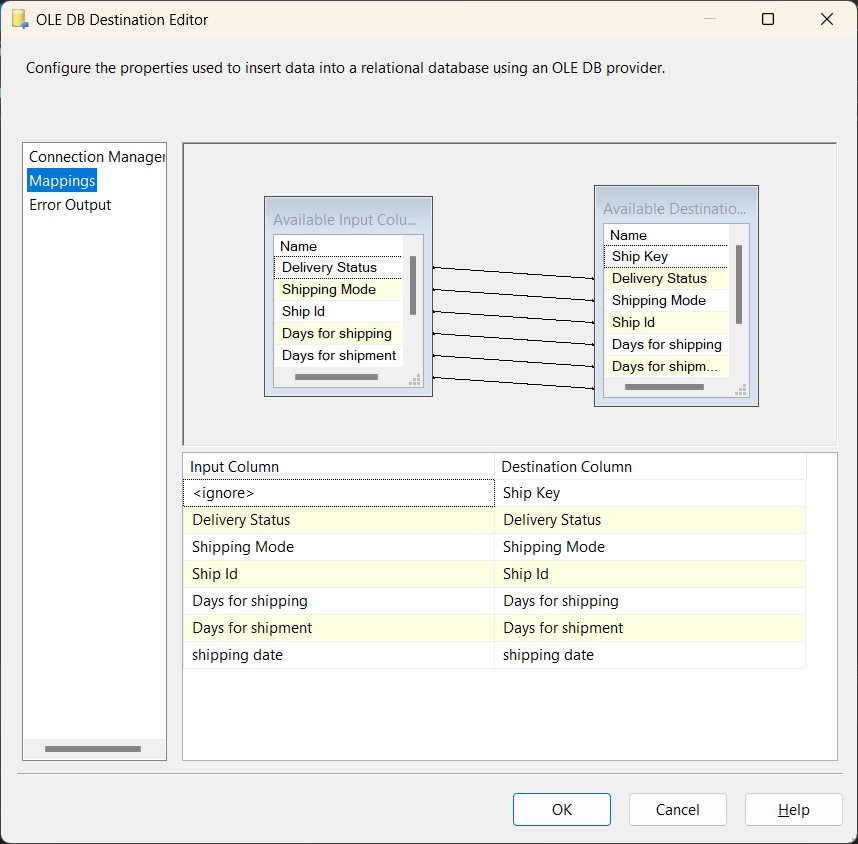 OLE DB Destination Editor
Configure the properties used to insert data into a relational database using an OLE DB provider.
Connection Manager
Mappings
Error Output
Available Input Colu...
Name
Delivery Status
Shipping Mode
Ship Id
Days for shipping
Days for shipment
Available Destinatio...
Name
Ship Key
Delivery Status
Shipping Mode
Ship Id
Days for shipping
Days for shipm...
Input Column Destination Column
<ignore> Ship Key
Delivery Status Delivery Status
Shipping Mode Shipping Mode
Ship Id Ship Id
Days for shipping Days for shipping
Days for shipment Days for shipment
shipping date shipping date
OK Cancel Help